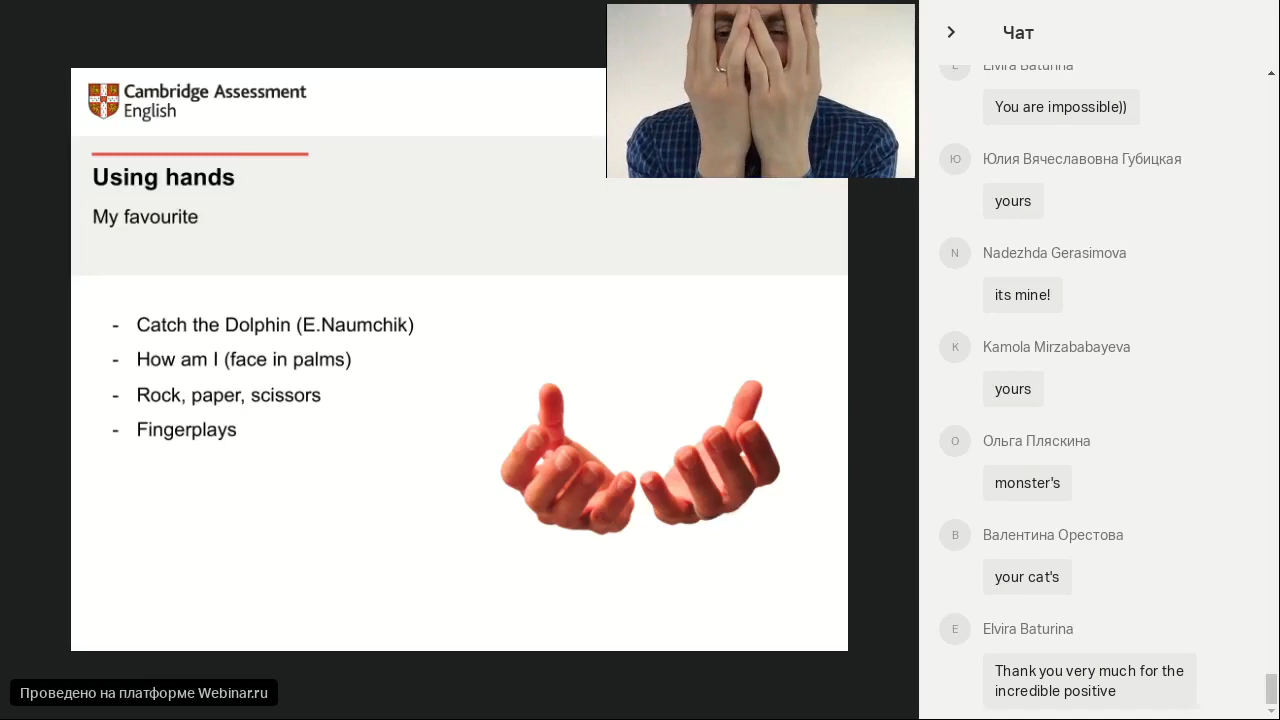 Cambridge Assessment
English
Using hands
My favourite
- Catch the Dolphin (E.Naumchik)
- How am I (face in palms)
- Rock, paper, scissors
- Fingerplays
Проведено на платформе Webinar.ru
Чат
E
Elvira Baturina
You are impossible))
Ю
Юлия Вячеславовна Губицкая
yours
N
Nadezhda Gerasimova
its mine!
K
Kamola Mirzababayeva
yours
О
Ольга Пляскина
monster's
В
Валентина Орестова
your cat's
E
Elvira Baturina
Thank you very much for the
incredible positive